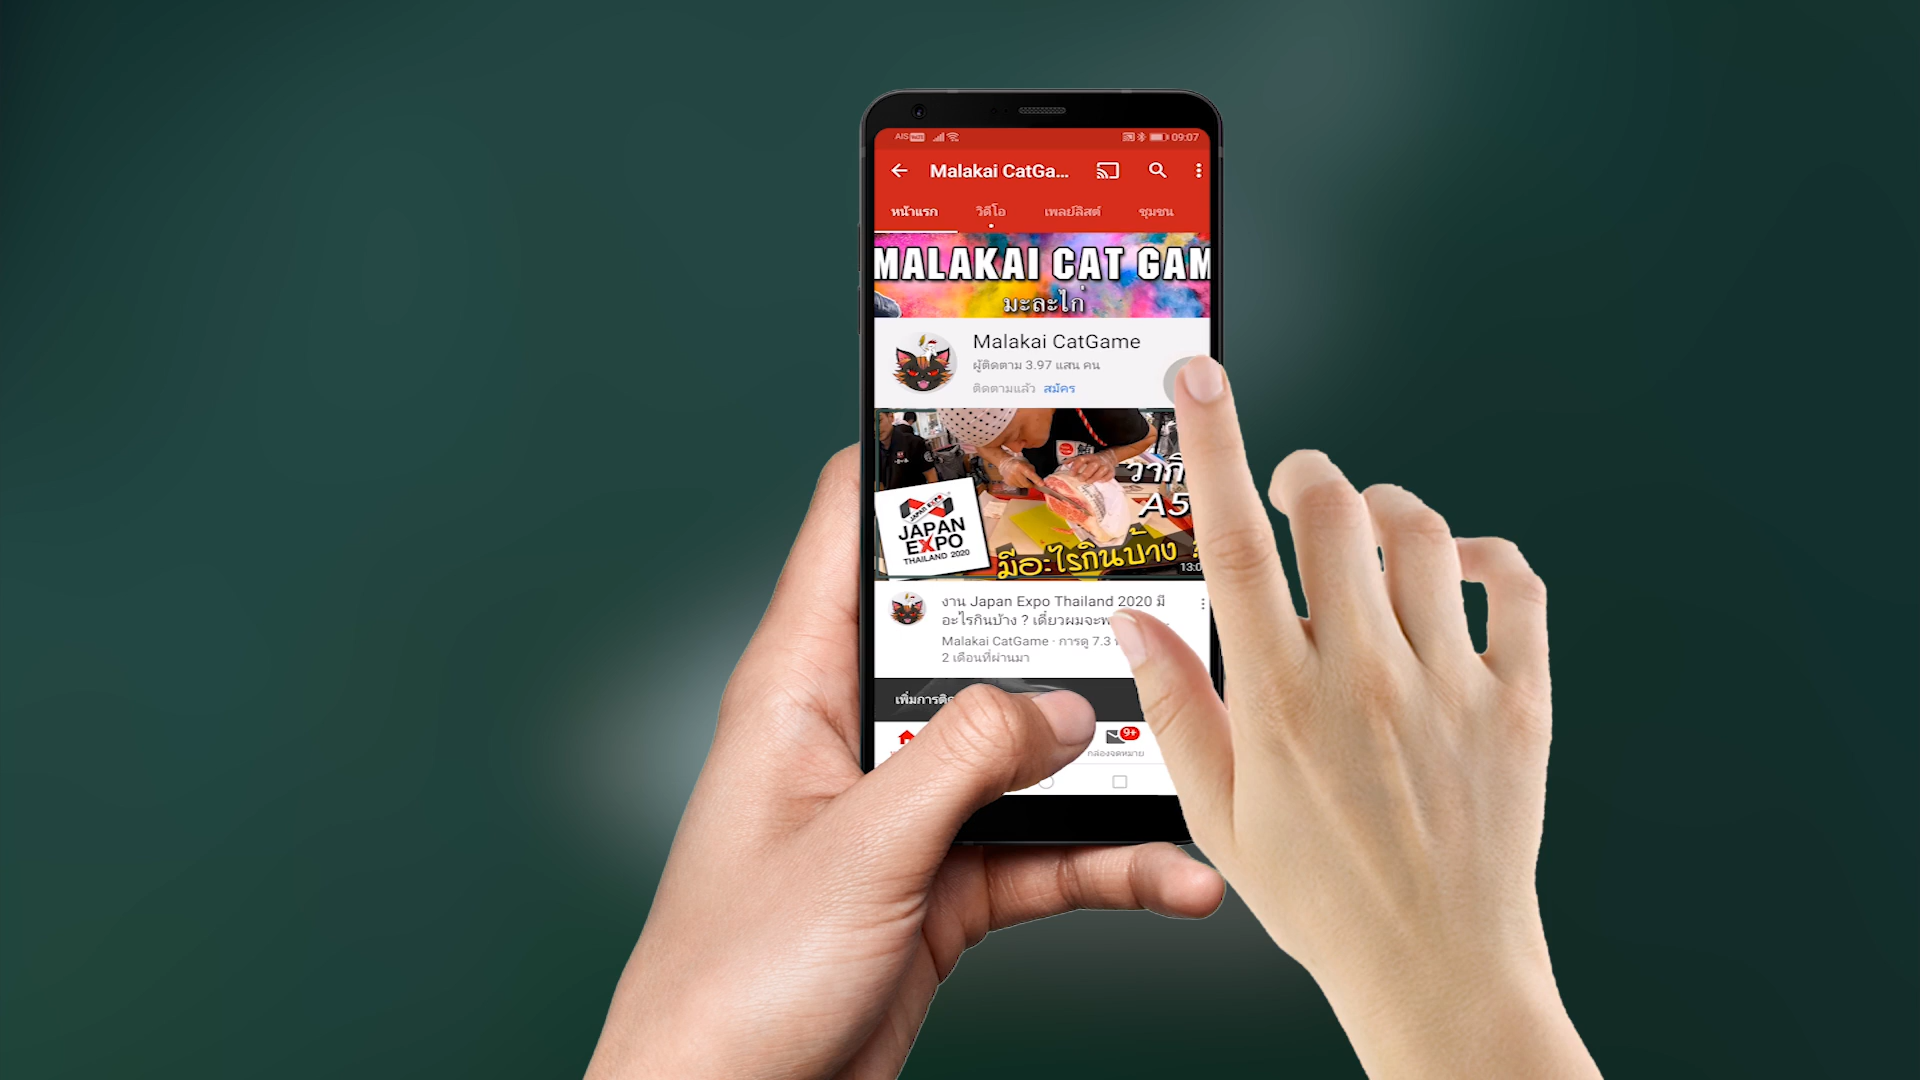 AIS VoLTE 09:07
Malakai CatGa...
หน้าแรก วิดีโอ เพลย์ลิสต์ ชุมชน
MALAKAI CAT GAM
มะละไก่
Malakai CatGame
ผู้ติดตาม 3.97 แสน คน
ติดตามแล้ว สมัคร
วากิ
A5
JAPAN EXPO
JAPAN
EXPO
THAILAND 2020
มีอะไรกินบ้าง ?
13:0
งาน Japan Expo Thailand 2020 มี
อะไรกินบ้าง ? เดี๋ยวผมจะพ
Malakai CatGame · การดู 7.3
2 เดือนที่ผ่านมา
เพิ่มการติด
9+
กล่องจดหมาย